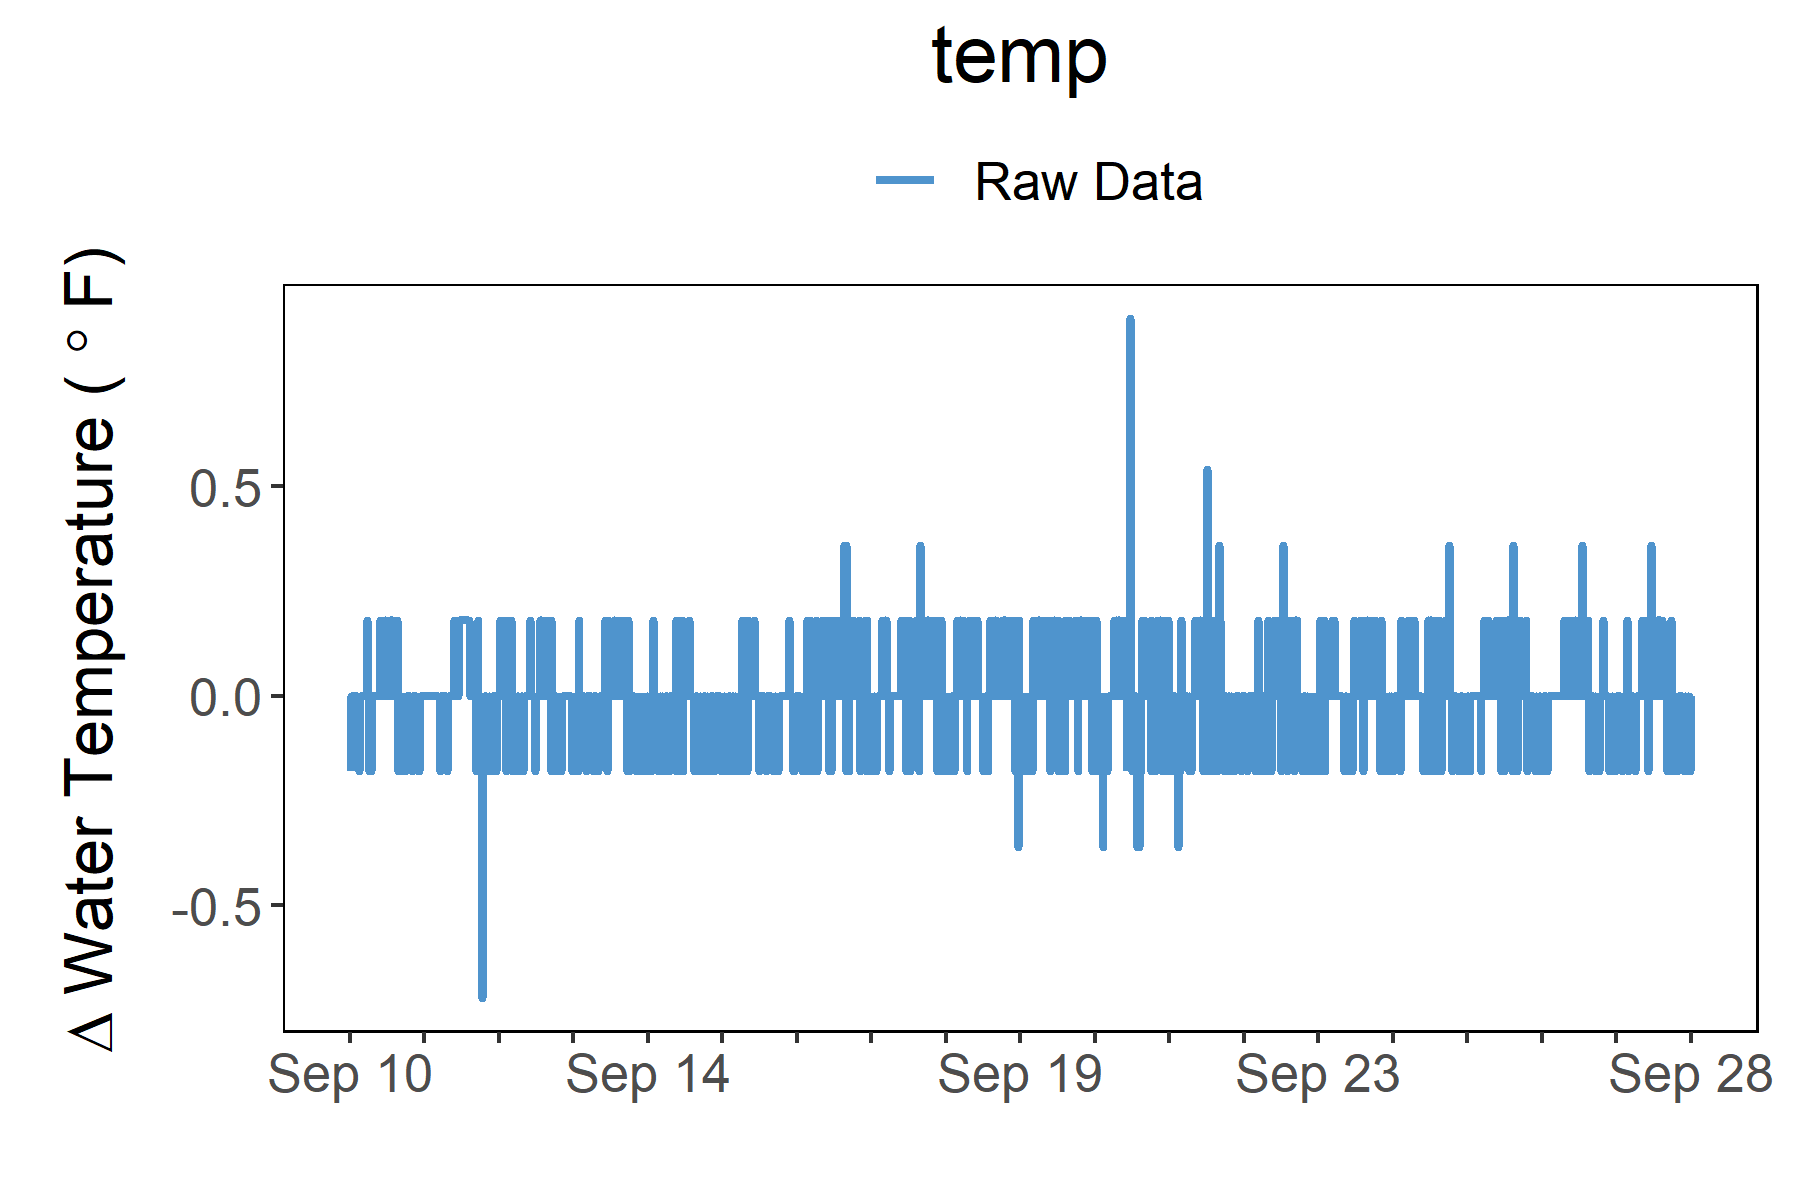 temp
Raw Data
Δ Water Temperature ( ° F)
0.5
0.0
-0.5
Sep 10 Sep 14 Sep 19 Sep 23 Sep 28